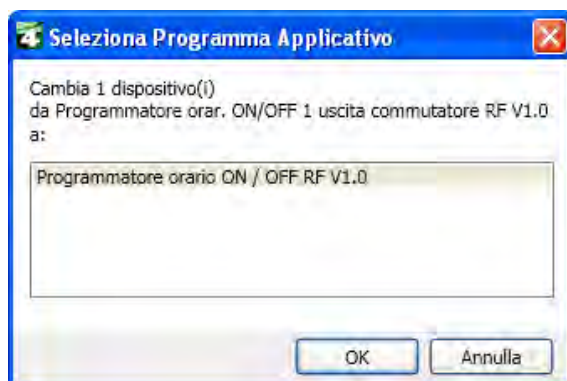 Seleziona Programma Applicativo
Cambia 1 dispositivo(i)
da Programmatore orar. ON/OFF 1 uscita commutatore RF V1.0
a:
Programmatore orario ON / OFF RF V1.0
OK Annulla